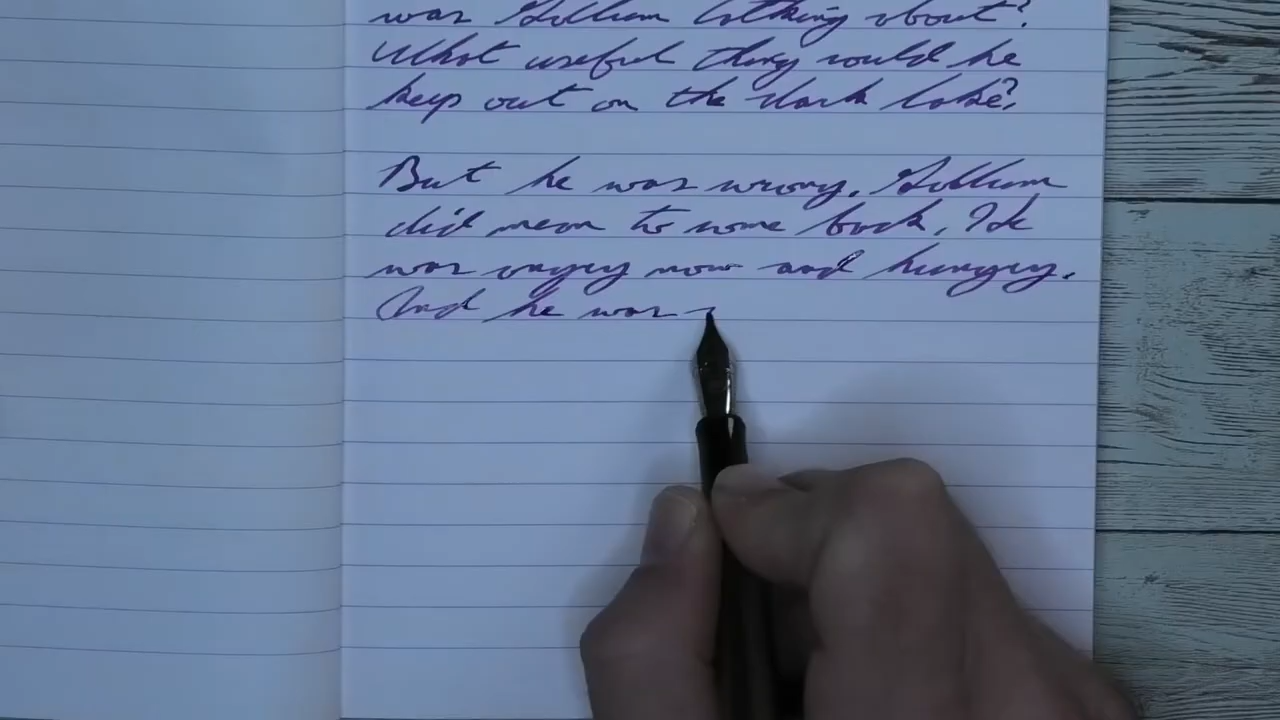 was Gollum talking about?
What useful thing could he
keep out on the dark lake?
But he was wrong. Gollum
did mean to come back. He
was angry now and hungry.
And he was